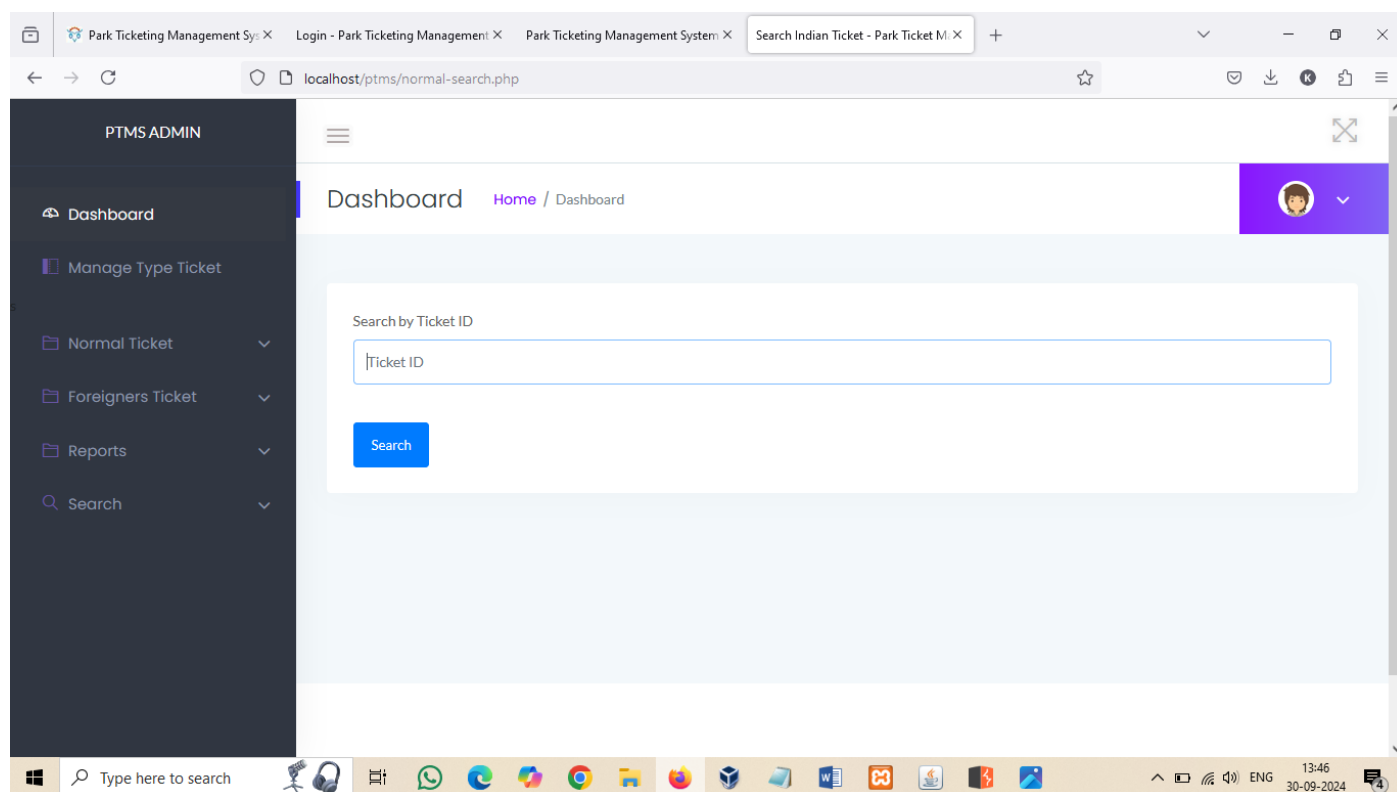 Park Ticketing Management Sys
Login - Park Ticketing Management
Park Ticketing Management System
Search Indian Ticket - Park Ticket Ma
localhost/ptms/normal-search.php
K
PTMS ADMIN
Dashboard
Home / Dashboard
Dashboard
Manage Type Ticket
s
Normal Ticket
Foreigners Ticket
Reports
Search
Search by Ticket ID
Ticket ID
Search
Type here to search
ENG
13:46
30-09-2024
4